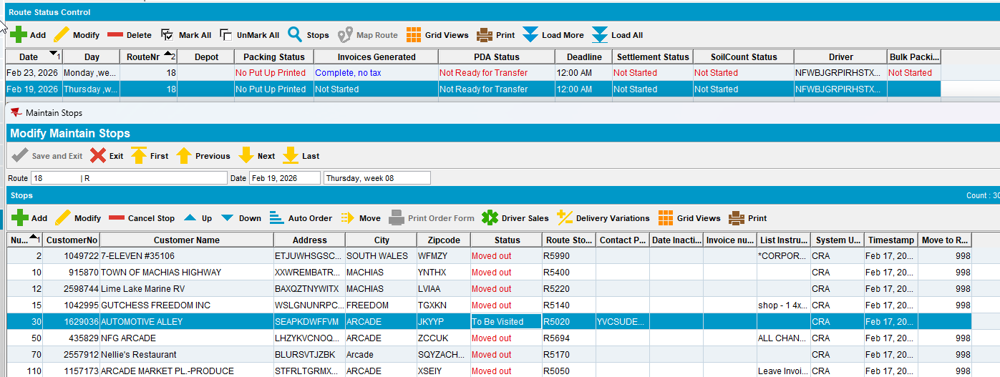 Route Status Control
Add Modify Delete Mark All UnMark All Stops Map Route Grid Views Print Load More Load All
Date 1 Day RouteNr 2 Depot Packing Status Invoices Generated PDA Status Deadline Settlement Status SoilCount Status Driver Bulk Packi...
Feb 23, 2026 Monday ,we... 18 No Put Up Printed Complete, no tax Not Ready for Transfer 12:00 AM Not Started Not Started NFWBJGRPIRHSTX... Not Started
Feb 19, 2026 Thursday ,w... 18 No Put Up Printed Not Started Not Ready for Transfer 12:00 AM Not Started Not Started NFWBJGRPIRHSTX...
Maintain Stops
Modify Maintain Stops
Save and Exit Exit First Previous Next Last
Route 18 | R Date Feb 19, 2026 Thursday, week 08
Stops Count : 30
Add Modify Cancel Stop Up Down Auto Order Move Print Order Form Driver Sales Delivery Variations Grid Views Print
Nu... 1 CustomerNo Customer Name Address City Zipcode Status Route Sto... Contact P... Date Inacti... Invoice nu... List Instru... System U... Timestamp Move to R...
2 1049722 7-ELEVEN #35106 ETJUWHSGSC... SOUTH WALES WFMZY Moved out R5990 *CORPOR... CRA Feb 17, 20... 998
10 915870 TOWN OF MACHIAS HIGHWAY XXWREMBATR... MACHIAS YNTHX Moved out R5400 CRA Feb 17, 20... 998
12 2598744 Lime Lake Marine RV BAXQZTNYWITX MACHIAS LVIAA Moved out R5220 CRA Feb 17, 20... 998
15 1042995 GUTCHESS FREEDOM INC WSLGNUNRPC... FREEDOM TGXKN Moved out R5140 shop - 1 4x... CRA Feb 17, 20... 998
30 1629036 AUTOMOTIVE ALLEY SEAPKDWFFVM ARCADE JKYYP To Be Visited R5020 YVCSUDE... CRA Feb 17, 20...
50 435829 NFG ARCADE LHZYKVCNOQ... ARCADE ZCCUK Moved out R5694 ALL CHAN... CRA Feb 17, 20... 998
70 2557912 Nellie's Restaurant BLURSVTJZBK Arcade SQYZACH... Moved out R5170 CRA Feb 17, 20... 998
110 1157173 ARCADE MARKET PL.-PRODUCE STFRLTGRMX... ARCADE XSEIY Moved out R5050 Leave Invoi... CRA Feb 17, 20... 998